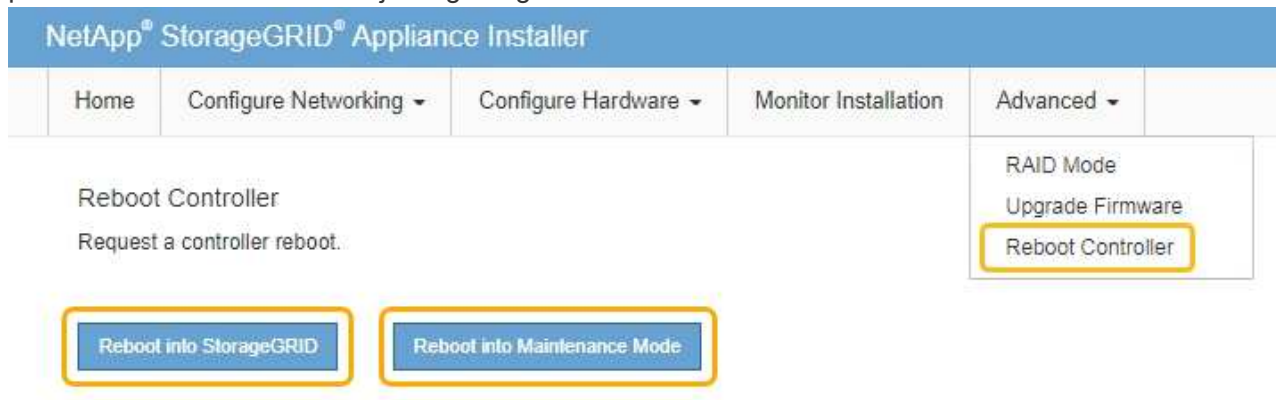 NetApp® StorageGRID® Appliance Installer
Home
Configure Networking
Configure Hardware
Monitor Installation
Advanced
RAID Mode
Upgrade Firmware
Reboot Controller
Reboot Controller
Request a controller reboot.
Reboot into StorageGRID
Reboot into Maintenance Mode